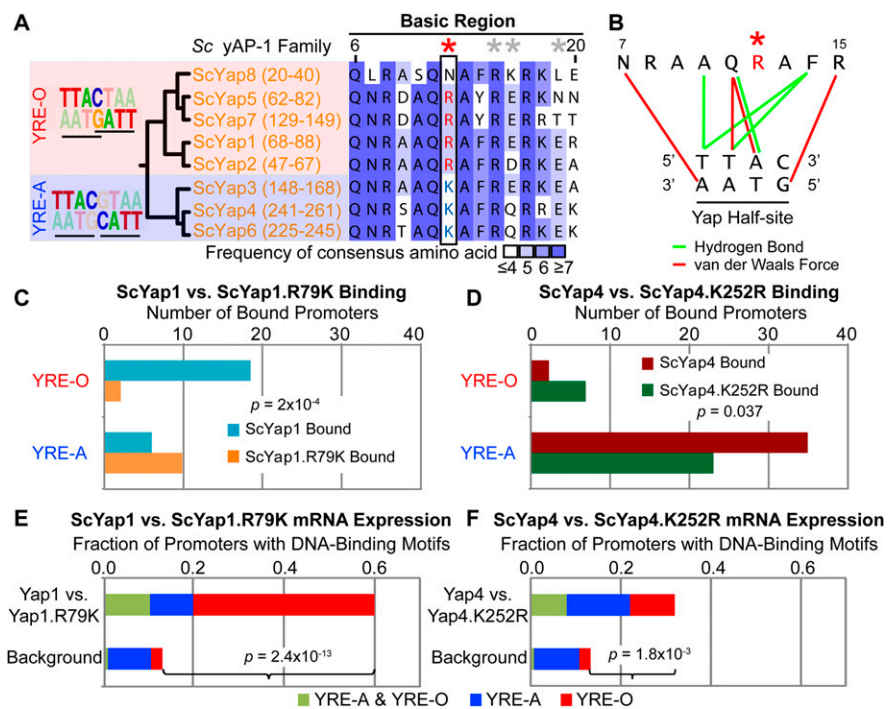 A
Basic Region
Sc yAP-1 Family
6 * * * * 20
YRE-O
TTACTAA
AATGATT
ScYap8 (20-40) QLRASQNAFRKRKLE
ScYap5 (62-82) QNRDAQRAYRERKNN
ScYap7 (129-149) QNRDAQRAYRERRTT
ScYap1 (68-88) QNRAAQRAFRERKER
ScYap2 (47-67) QNRAAQRAFRDRKER
YRE-A
TTACGTAA
AATGCATT
ScYap3 (148-168) QNRAAQKAFRERKEA
ScYap4 (241-261) QNRSAQKAFRQRREK
ScYap6 (225-245) QNRTAQKAFRQRKEK
Frequency of consensus amino acid
≤4 5 6 ≥7
B
*
7 15
N R A A Q R A F R
5’ T T A C 3’
3’ A A T G 5’
Yap Half-site
Hydrogen Bond
van der Waals Force
C
ScYap1 vs. ScYap1.R79K Binding
Number of Bound Promoters
0 10 20 30 40
YRE-O
p = 2x10-4
ScYap1 Bound
YRE-A
ScYap1.R79K Bound
D
ScYap4 vs. ScYap4.K252R Binding
Number of Bound Promoters
0 10 20 30 40
YRE-O
ScYap4 Bound
ScYap4.K252R Bound
p = 0.037
YRE-A
E
ScYap1 vs. ScYap1.R79K mRNA Expression
Fraction of Promoters with DNA-Binding Motifs
0.0 0.2 0.4 0.6
Yap1 vs.
Yap1.R79K
Background
p = 2.4x10-13
F
ScYap4 vs. ScYap4.K252R mRNA Expression
Fraction of Promoters with DNA-Binding Motifs
0.0 0.2 0.4 0.6
Yap4 vs.
Yap4.K252R
Background
p = 1.8x10-3
YRE-A & YRE-O YRE-A YRE-O